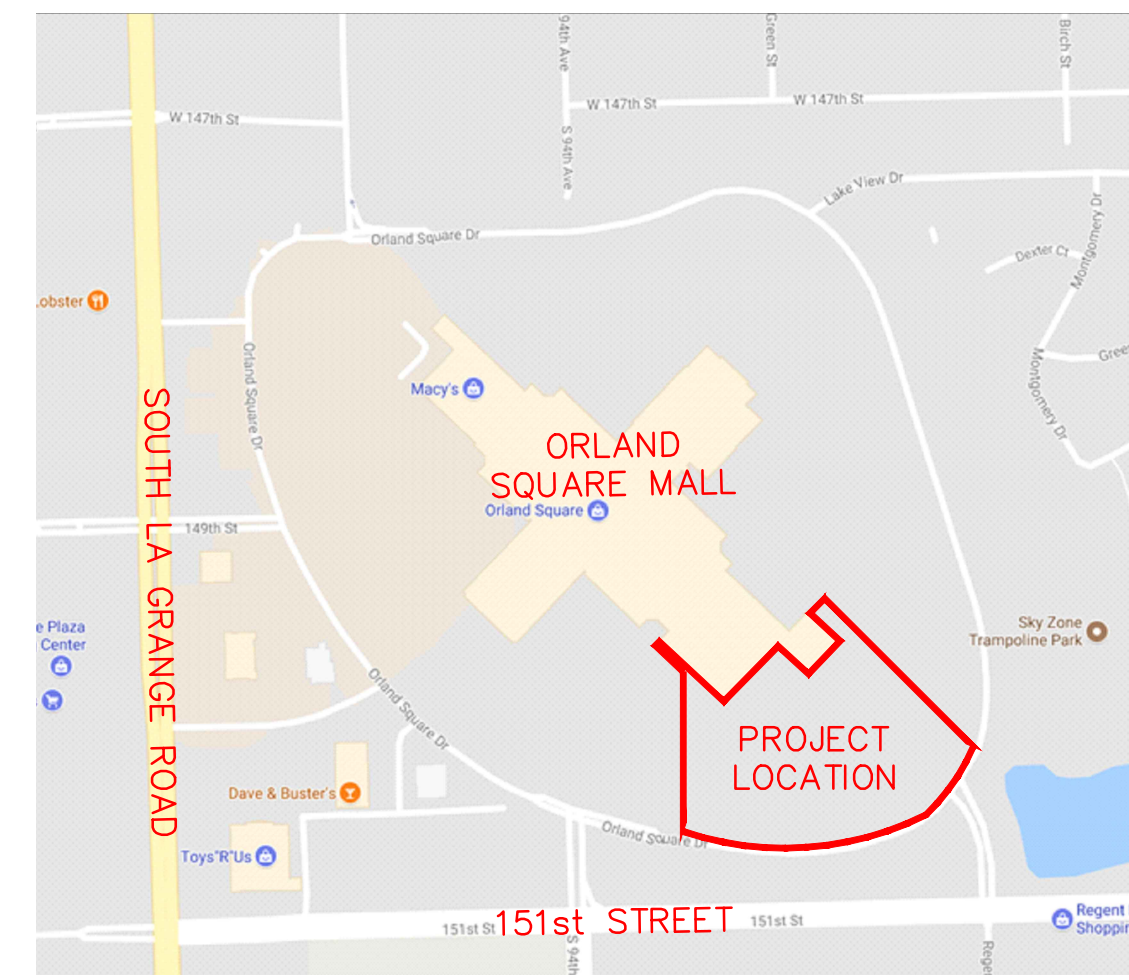 94th Ave
Green St
Birch St
W 147th St
W 147th St
W 147th St
S 94th Ave
Lake View Dr
Orland Square Dr
Montgomery Dr
Dexter Ct
Lobster
Orland Square Dr
Montgomery Dr
Macy's
SOUTH LA GRANGE ROAD
ORLAND
SQUARE MALL
Orland Square
149th St
e Plaza
Center
Sky Zone
Trampoline Park
Orland Square Dr
PROJECT
LOCATION
Dave & Buster's
Orland Square Dr
Toys"R"Us
151st St
151st STREET
151st St
Regent
Shoppin
S 94th
Rege